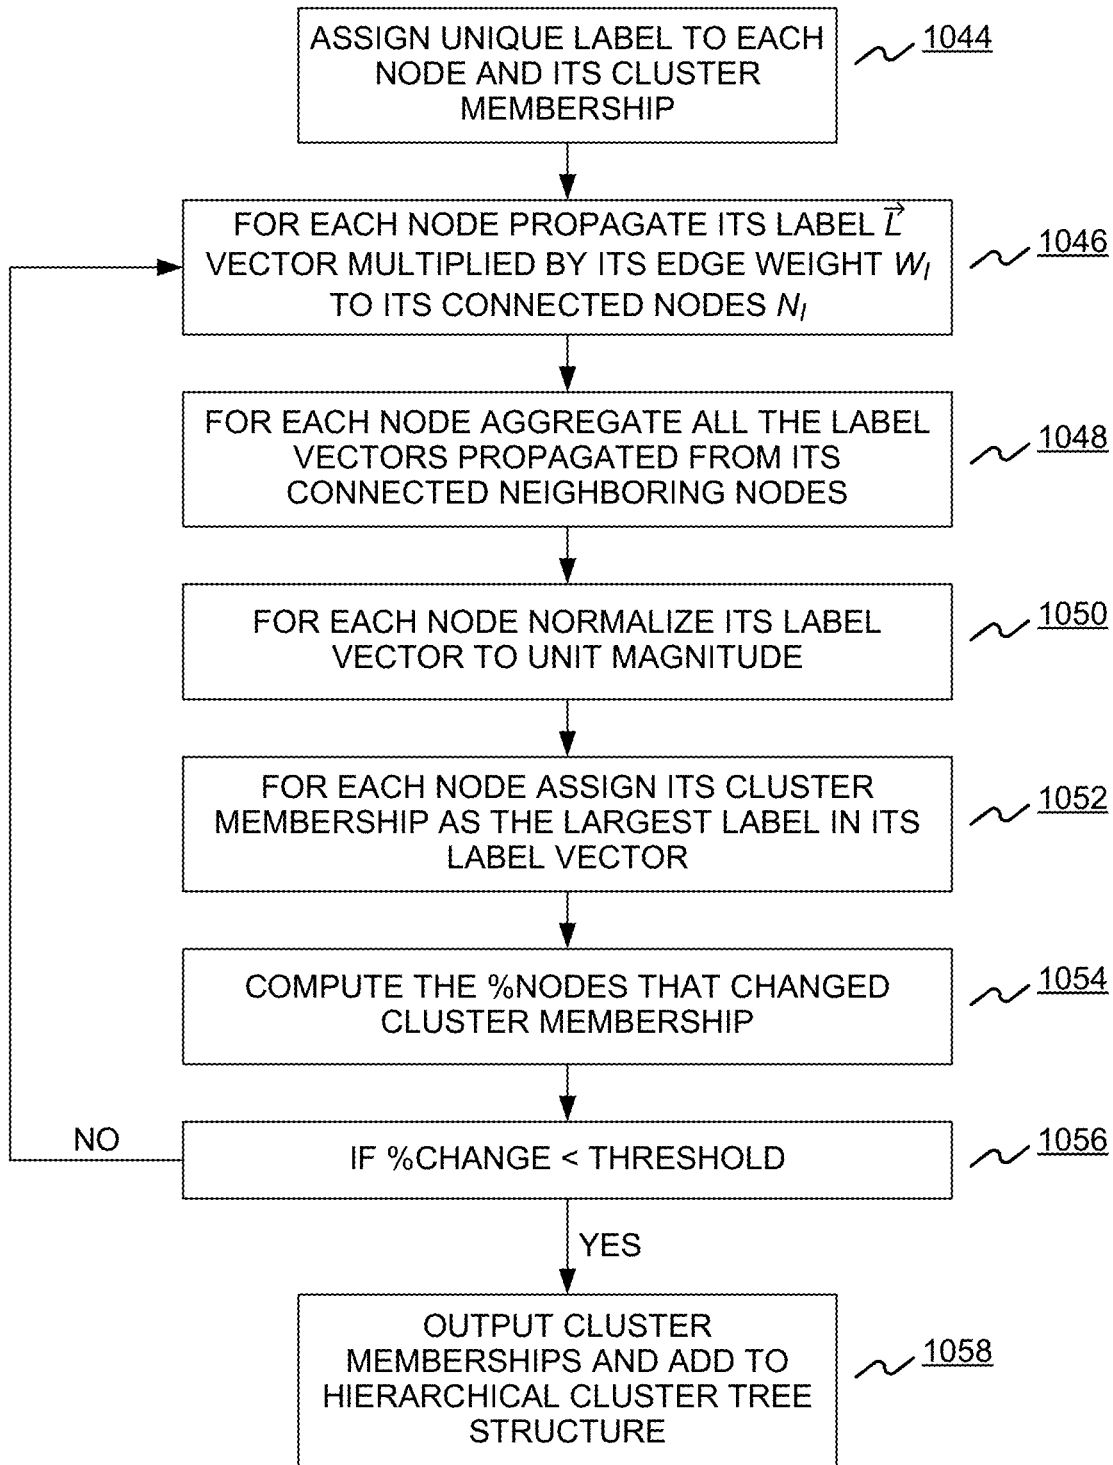 ASSIGN UNIQUE LABEL TO EACH
NODE AND ITS CLUSTER
MEMBERSHIP
1044
FOR EACH NODE PROPAGATE ITS LABEL L⃗
VECTOR MULTIPLIED BY ITS EDGE WEIGHT W_I
TO ITS CONNECTED NODES N_I
1046
FOR EACH NODE AGGREGATE ALL THE LABEL
VECTORS PROPAGATED FROM ITS
CONNECTED NEIGHBORING NODES
1048
FOR EACH NODE NORMALIZE ITS LABEL
VECTOR TO UNIT MAGNITUDE
1050
FOR EACH NODE ASSIGN ITS CLUSTER
MEMBERSHIP AS THE LARGEST LABEL IN ITS
LABEL VECTOR
1052
COMPUTE THE %NODES THAT CHANGED
CLUSTER MEMBERSHIP
1054
NO
IF %CHANGE < THRESHOLD
1056
YES
OUTPUT CLUSTER
MEMBERSHIPS AND ADD TO
HIERARCHICAL CLUSTER TREE
STRUCTURE
1058